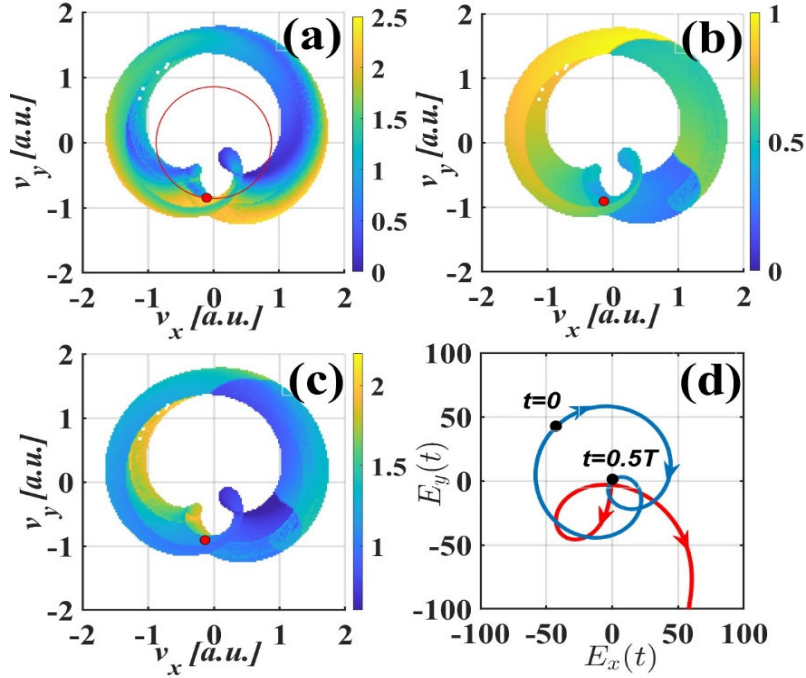 (a)
2
1
0
-1
-2
v_y [a.u.]
-2 -1 0 1 2
v_x [a.u.]
2.5
2
1.5
1
0.5
0
(b)
2
1
0
-1
-2
v_y [a.u.]
-2 -1 0 1 2
v_x [a.u.]
1
0.5
0
(c)
2
1
0
-1
-2
v_y [a.u.]
-2 -1 0 1 2
v_x [a.u.]
2
1.5
1
(d)
100
50
0
-50
-100
E_y(t)
t=0
t=0.5T
-100 -50 0 50 100
E_x(t)